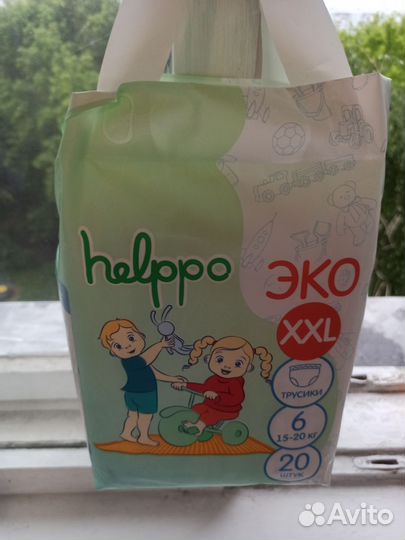 helppo
ЭКО
XXL
ТРУСИКИ
6
15-20 кг
20
ШТУК
Avito